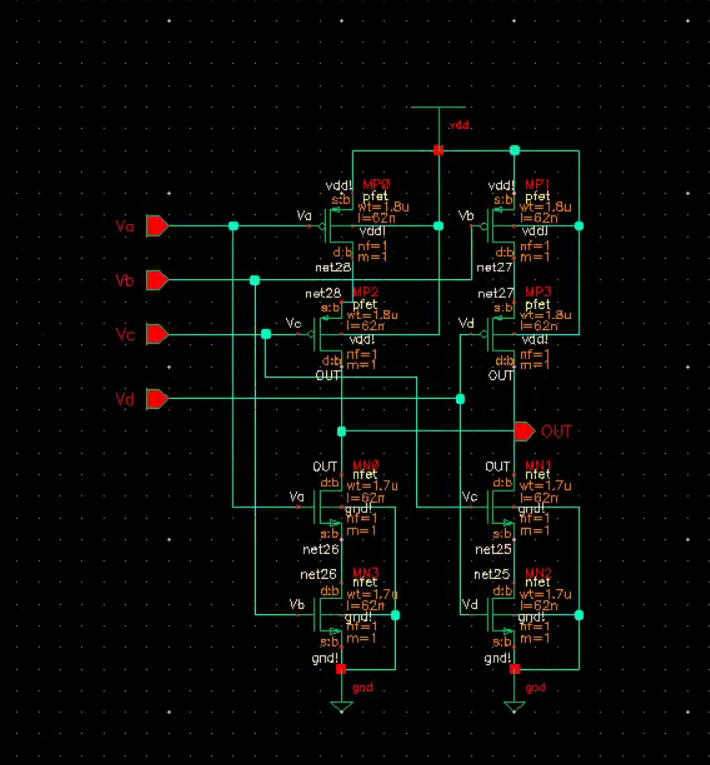 vdd
vdd!
MP0
pfet
s:b
wt=1.8u
l=62n
Va
vdd!
nf=1
d:b
m=1
net28
vdd!
MP1
pfet
s:b
wt=1.8u
l=62n
Vb
vdd!
nf=1
d:b
m=1
net27
Va
Vb
Vc
Vd
net28
MP2
pfet
s:b
wt=1.8u
l=62n
Vc
vdd!
nf=1
d:b
m=1
OUT
net27
MP3
pfet
s:b
wt=1.8u
l=62n
Vd
vdd!
nf=1
d:b
m=1
OUT
OUT
OUT
MN0
nfet
d:b
wt=1.7u
l=62n
Va
gnd!
nf=1
s:b
m=1
net26
OUT
MN1
nfet
d:b
wt=1.7u
l=62n
Vc
gnd!
nf=1
s:b
m=1
net25
net26
MN3
nfet
d:b
wt=1.7u
l=62n
Vb
gnd!
nf=1
s:b
m=1
gnd!
gnd
net25
MN2
nfet
d:b
wt=1.7u
l=62n
Vd
gnd!
nf=1
s:b
m=1
gnd!
gnd